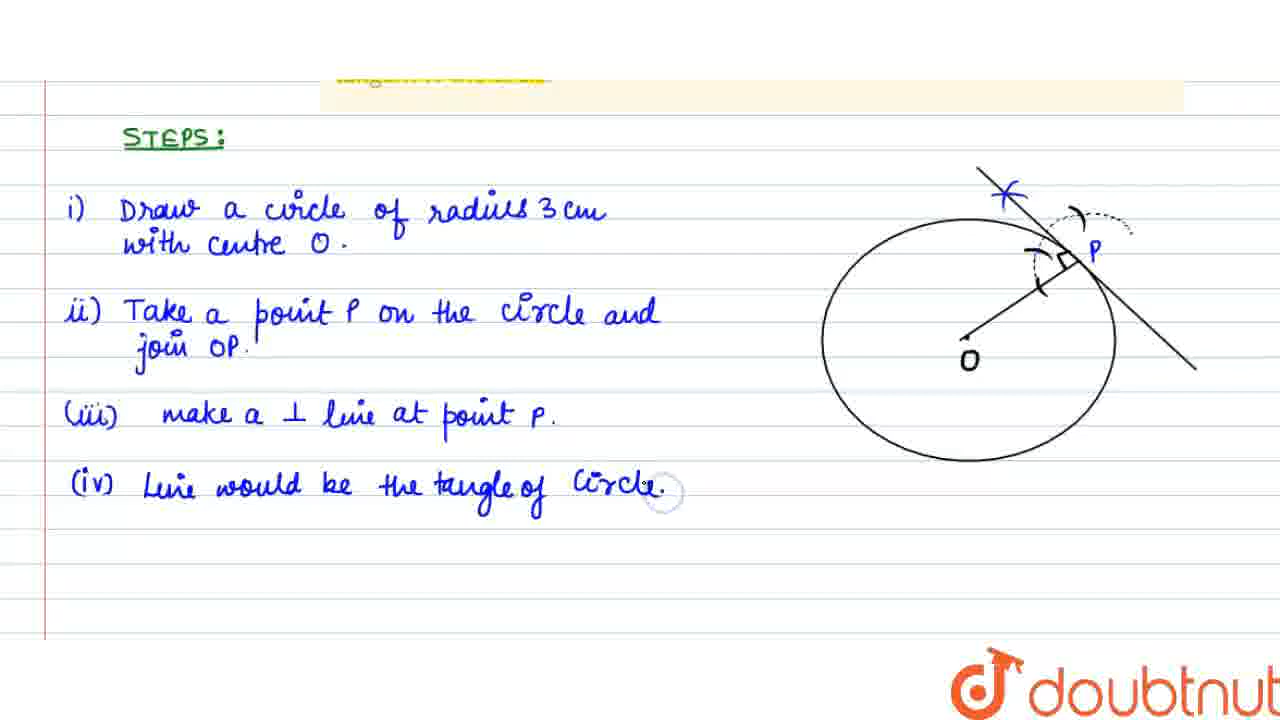 STEPS:
i) Draw a circle of radius 3 cm
with centre O.
ii) Take a point P on the circle and
join OP.
(iii) make a ⊥ line at point P.
(iv) Line would be the tangle of Circle.
P
O
doubtnut